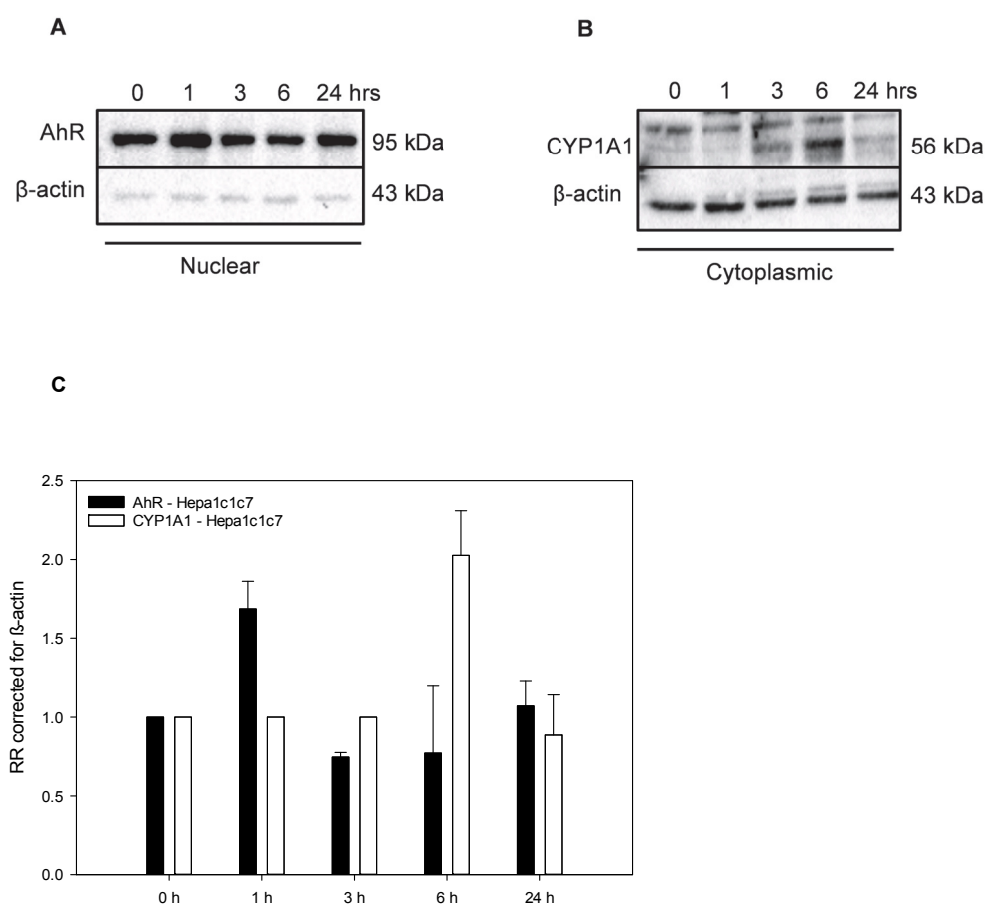 A
0 1 3 6 24 hrs
AhR 95 kDa
β-actin 43 kDa
Nuclear
B
0 1 3 6 24 hrs
CYP1A1 56 kDa
β-actin 43 kDa
Cytoplasmic
C
AhR - Hepa1c1c7
CYP1A1 - Hepa1c1c7
RR corrected for ß-actin
2.5
2.0
1.5
1.0
0.5
0.0
0 h 1 h 3 h 6 h 24 h